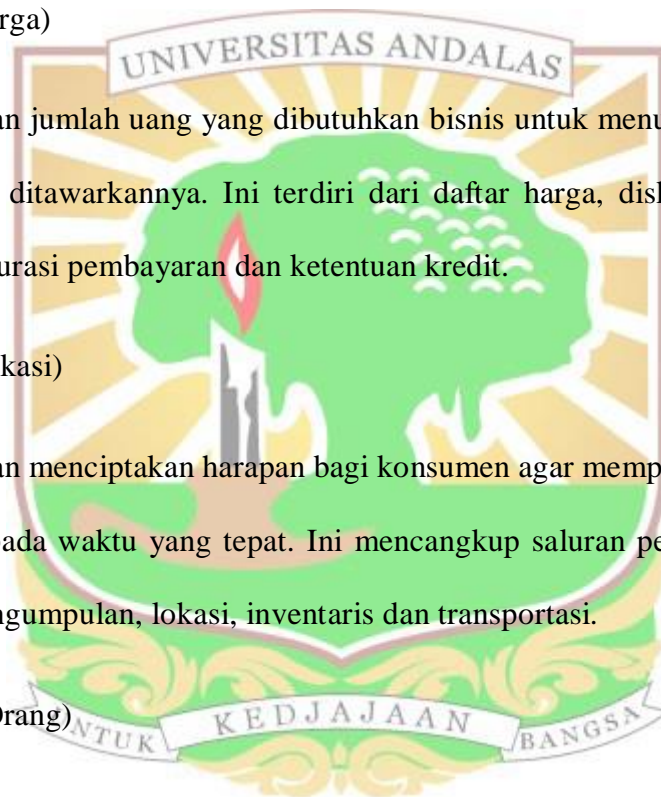 rga)
UNIVERSITAS ANDALAS
an jumlah uang yang dibutuhkan bisnis untuk menu
ditawarkannya. Ini terdiri dari daftar harga, disk
urasi pembayaran dan ketentuan kredit.
kasi)
an menciptakan harapan bagi konsumen agar memp
pada waktu yang tepat. Ini mencangkup saluran pe
ngumpulan, lokasi, inventaris dan transportasi.
Orang)
NTUK KEDJAJAAN BANGSA